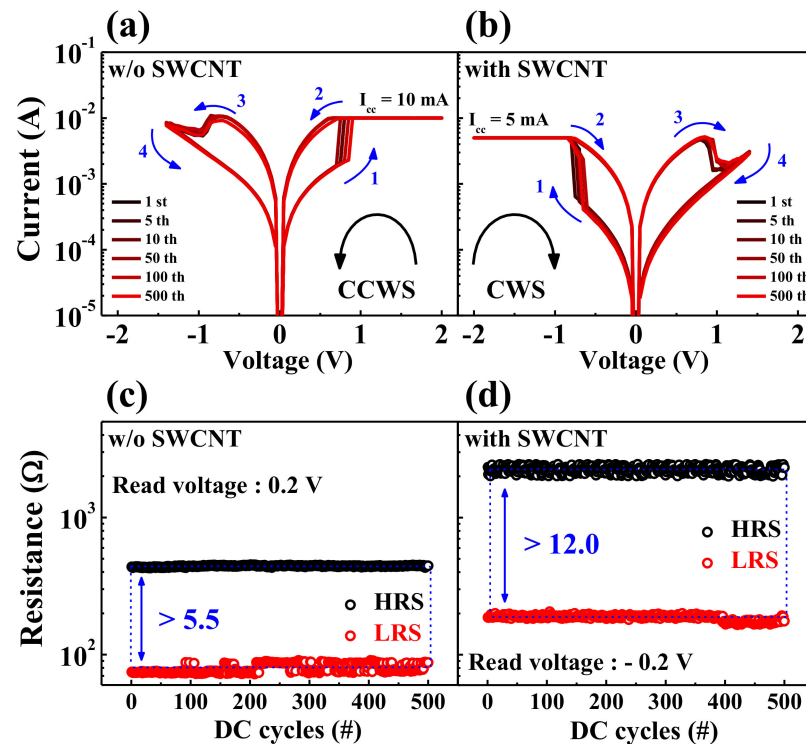 (a)
w/o SWCNT
I_cc = 10 mA
1
2
3
4
1 st
5 th
10 th
50 th
100 th
500 th
CCWS
10^-1
10^-2
10^-3
10^-4
10^-5
Current (A)
-2 -1 0 1 2
Voltage (V)
(b)
with SWCNT
I_cc = 5 mA
1
2
3
4
1 st
5 th
10 th
50 th
100 th
500 th
CWS
-2 -1 0 1 2
Voltage (V)
(c)
w/o SWCNT
Read voltage : 0.2 V
> 5.5
HRS
LRS
10^3
10^2
Resistance (Ω)
0 100 200 300 400 500
DC cycles (#)
(d)
with SWCNT
> 12.0
HRS
LRS
Read voltage : - 0.2 V
0 100 200 300 400 500
DC cycles (#)